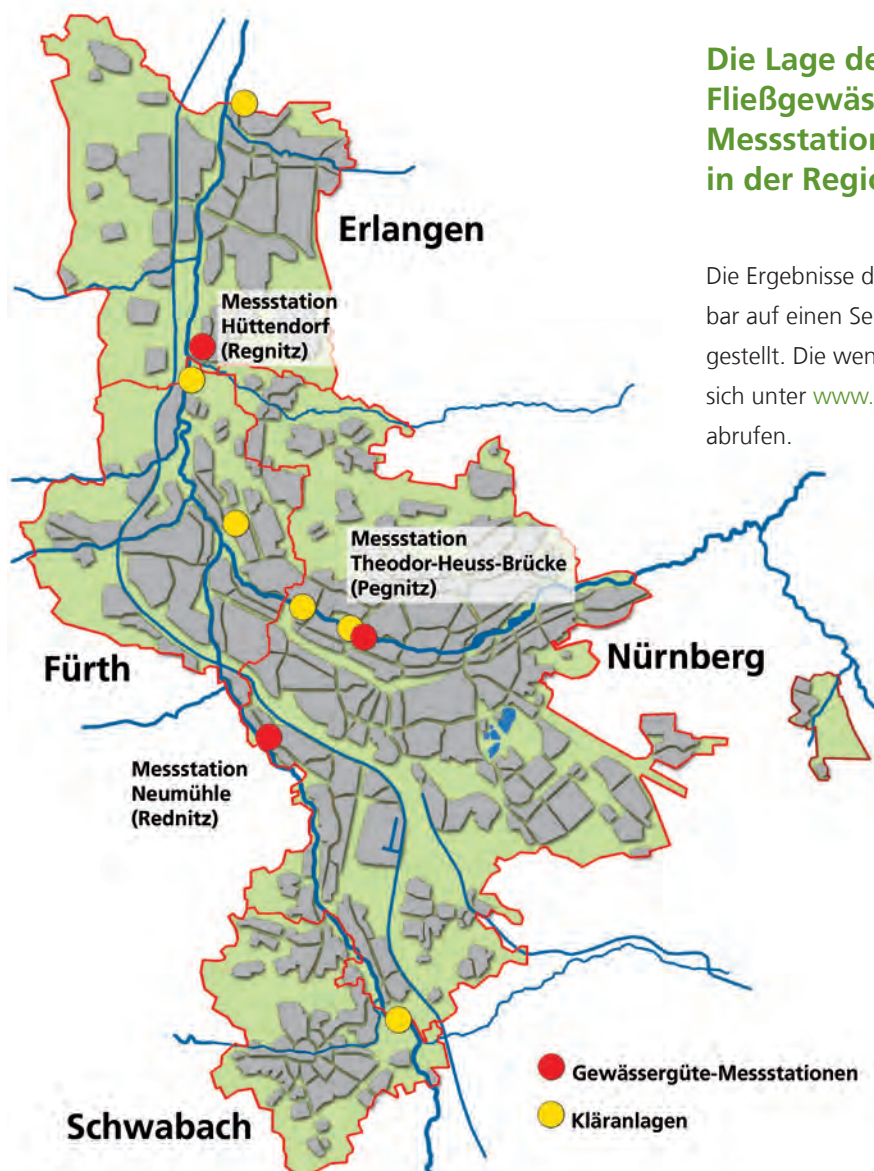 Die Lage de
Fließgewäs
Messstation
in der Regio
Die Ergebnisse d
bar auf einen Se
gestellt. Die wen
sich unter www.
abrufen.
Erlangen
Messstation
Hüttendorf
(Regnitz)
Messstation
Theodor-Heuss-Brücke
(Pegnitz)
Fürth
Nürnberg
Messstation
Neumühle
(Rednitz)
Schwabach
Gewässergüte-Messstationen
Kläranlagen